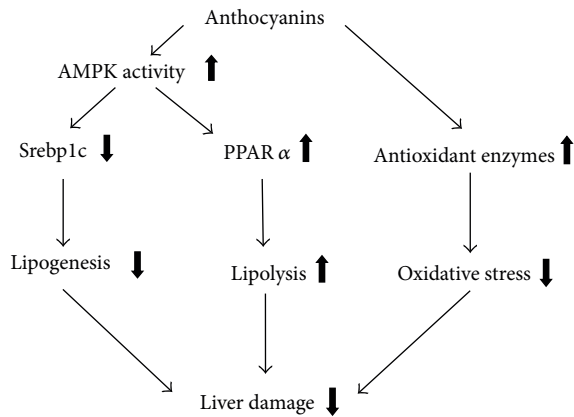 Anthocyanins
AMPK activity
Srebp1c
PPAR α
Antioxidant enzymes
Lipogenesis
Lipolysis
Oxidative stress
Liver damage